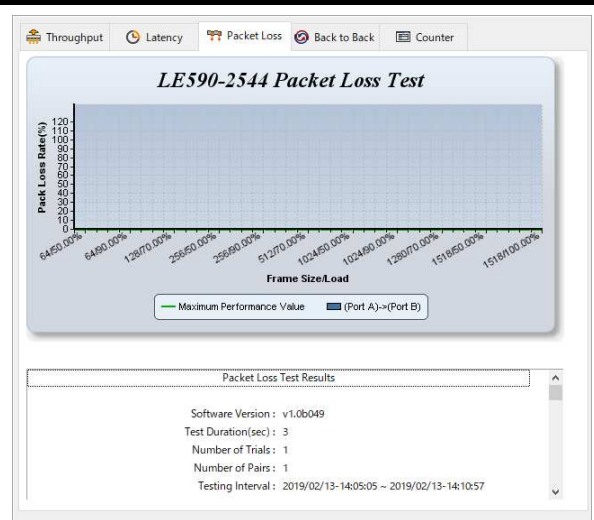 Throughput Latency Packet Loss Back to Back Counter
LE590-2544 Packet Loss Test
Pack Loss Rate(%)
120
110
100
90
80
70
60
50
40
30
20
10
0
64/50.00% 64/90.00% 128/70.00% 256/50.00% 256/90.00% 512/70.00% 1024/50.00% 1024/90.00% 1280/70.00% 1518/50.00% 1518/100.00%
Frame Size/Load
Maximum Performance Value (Port A)->(Port B)
Packet Loss Test Results
Software Version : v1.0b049
Test Duration(sec) : 3
Number of Trials : 1
Number of Pairs : 1
Testing Interval : 2019/02/13-14:05:05 ~ 2019/02/13-14:10:57